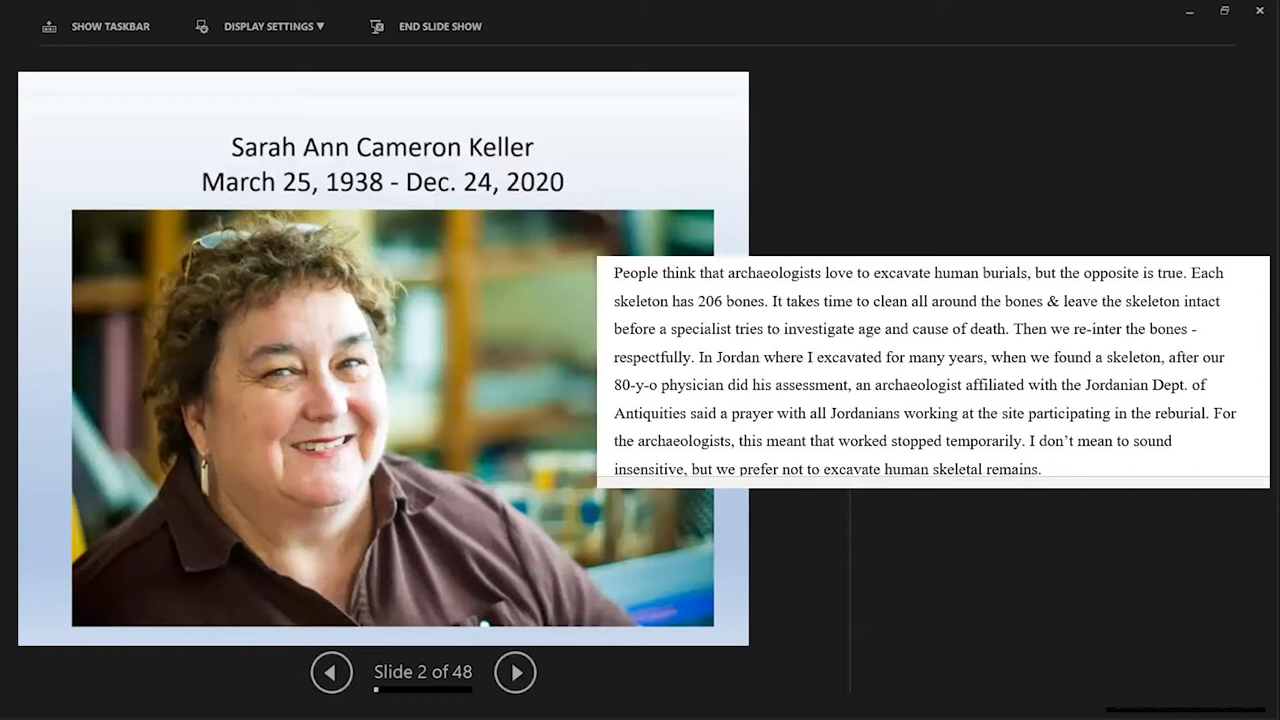 SHOW TASKBAR
DISPLAY SETTINGS ▼
END SLIDE SHOW
Sarah Ann Cameron Keller
March 25, 1938 - Dec. 24, 2020
People think that archaeologists love to excavate human burials, but the opposite is true. Each
skeleton has 206 bones. It takes time to clean all around the bones & leave the skeleton intact
before a specialist tries to investigate age and cause of death. Then we re-inter the bones -
respectfully. In Jordan where I excavated for many years, when we found a skeleton, after our
80-y-o physician did his assessment, an archaeologist affiliated with the Jordanian Dept. of
Antiquities said a prayer with all Jordanians working at the site participating in the reburial. For
the archaeologists, this meant that worked stopped temporarily. I don’t mean to sound
insensitive, but we prefer not to excavate human skeletal remains.
Slide 2 of 48